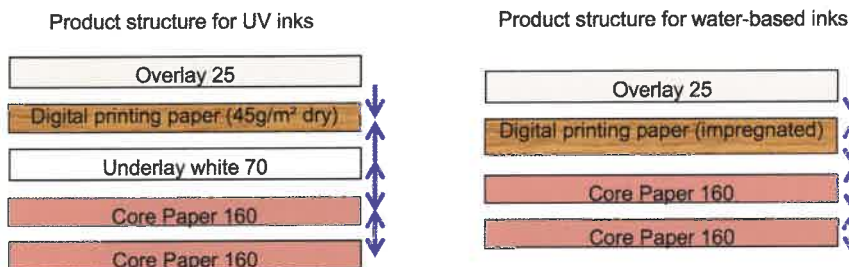 Product structure for UV inks
Overlay 25
Digital printing paper (45g/m² dry)
Underlay white 70
Core Paper 160
Core Paper 160
Product structure for water-based inks
Overlay 25
Digital printing paper (impregnated)
Core Paper 160
Core Paper 160